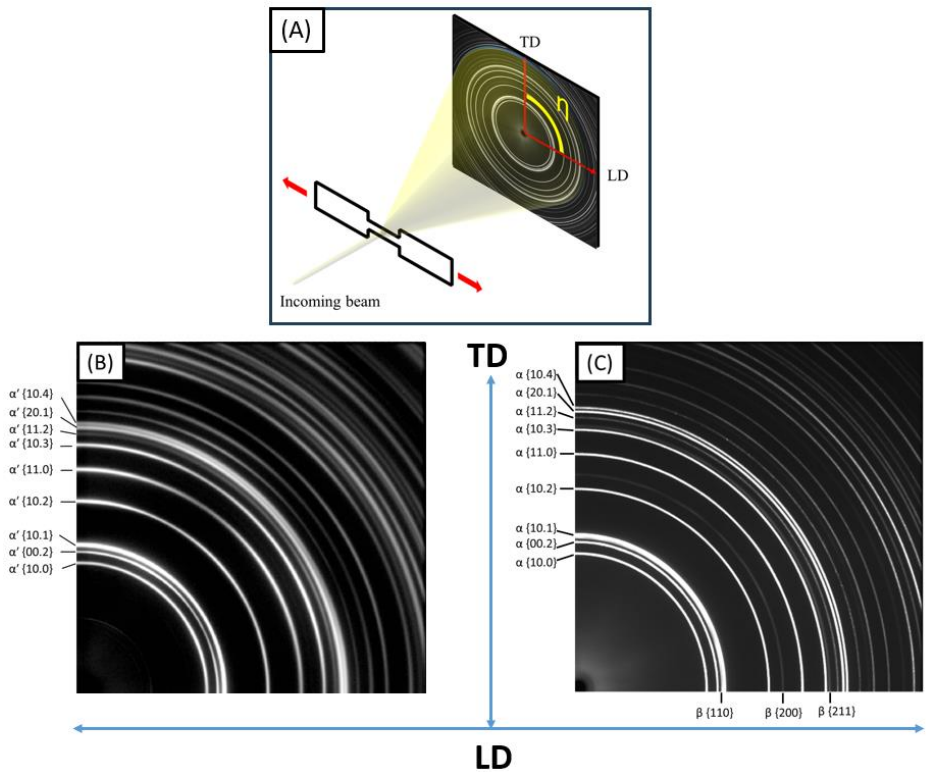 (A)
TD
η
LD
Incoming beam
TD
(B)
α' {10.4}
α' {20.1}
α' {11.2}
α' {10.3}
α' {11.0}
α' {10.2}
α' {10.1}
α' {00.2}
α' {10.0}
(C)
α {10.4}
α {20.1}
α {11.2}
α {10.3}
α {11.0}
α {10.2}
α {10.1}
α {00.2}
α {10.0}
β {110}
β {200}
β {211}
LD